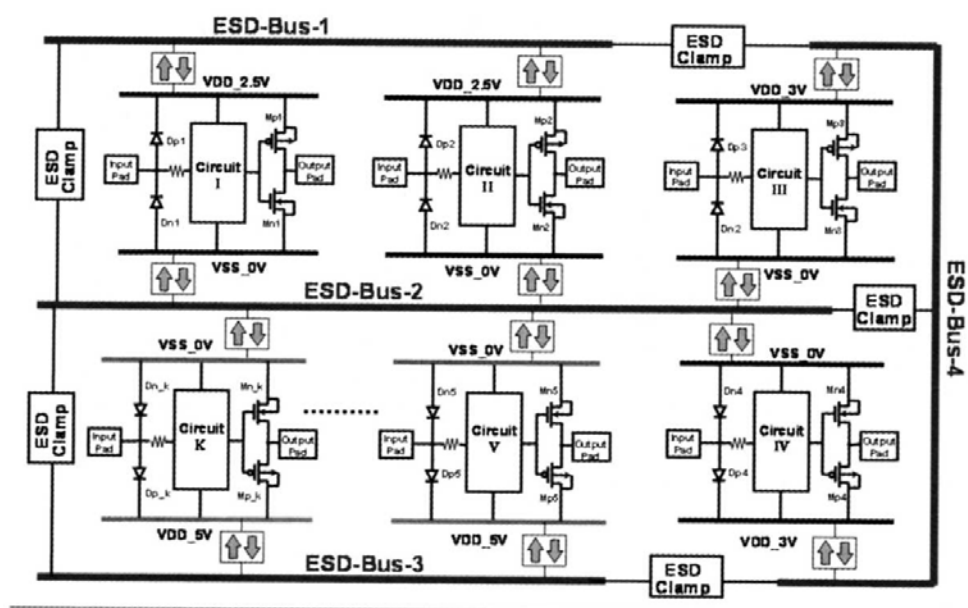 ESD-Bus-1
ESD Clamp
VDD_2.5V
VDD_2.5V
VDD_3V
Mp1
Mp2
Mp3
Dp1
Dp2
Dp3
ESD Clamp
Input Pad
Circuit I
Output Pad
Input Pad
Circuit II
Output Pad
Input Pad
Circuit III
Output Pad
Dn1
Mn1
Dn2
Mn2
Dn2
Mn3
VSS_0V
VSS_0V
VSS_0V
ESD-Bus-2
ESD Clamp
ESD-Bus-4
VSS_0V
VSS_0V
VSS_0V
Dn_k
Mn_k
Dn5
Mn5
Dn4
Mn4
ESD Clamp
Input Pad
Circuit K
Output Pad
Input Pad
Circuit V
Output Pad
Input Pad
Circuit IV
Output Pad
Dp_k
Mp_k
Dp5
Mp5
Dp4
Mp4
VDD_5V
VDD_5V
VDD_3V
ESD-Bus-3
ESD Clamp